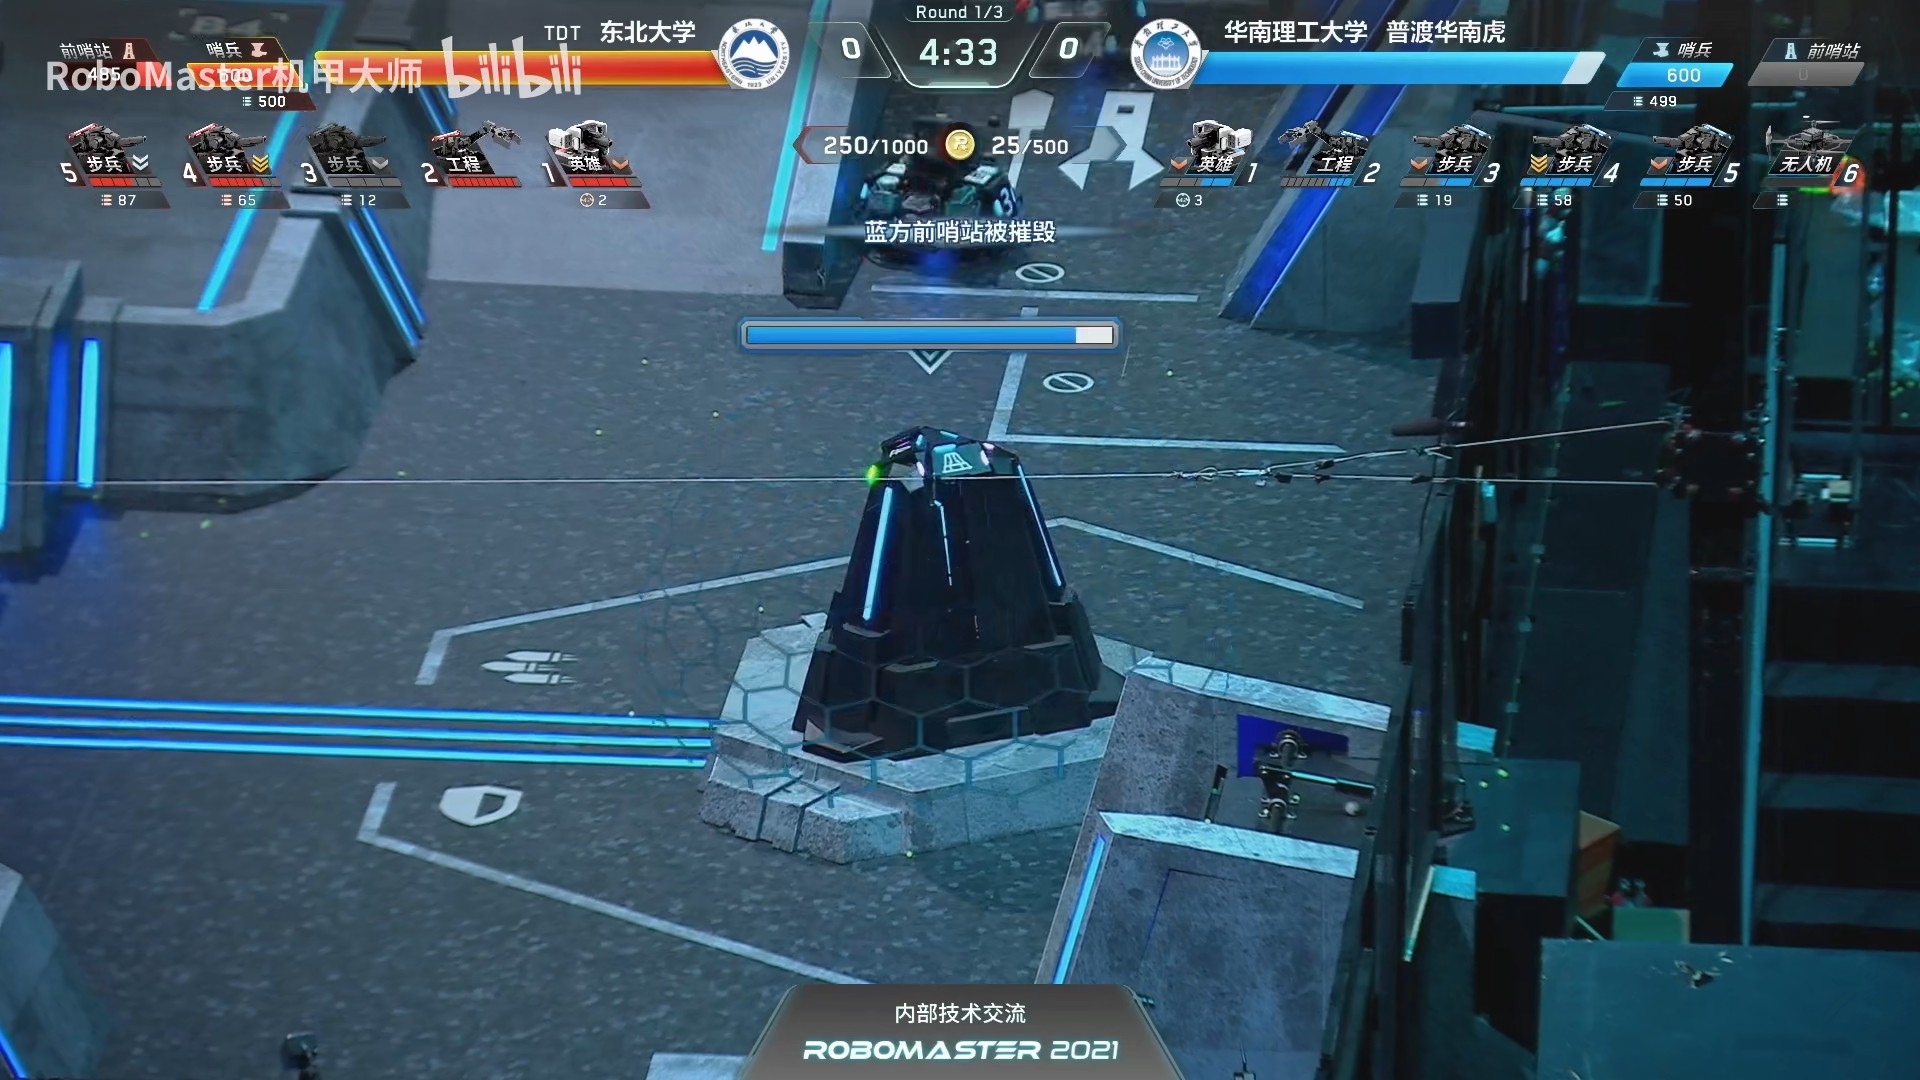 Round 1/3
TDT 东北大学
0
4:33
0
华南理工大学 普渡华南虎
前哨站
哨兵
哨兵
前哨站
485
600
600
0
RoboMaster机甲大师 bilibili
500
499
250/1000
25/500
5 步兵
4 步兵
3 步兵
2 工程
1 英雄
英雄 1
工程 2
步兵 3
步兵 4
步兵 5
无人机 6
87
65
12
2
3
19
58
50
蓝方前哨站被摧毁
内部技术交流
ROBOMASTER 2021